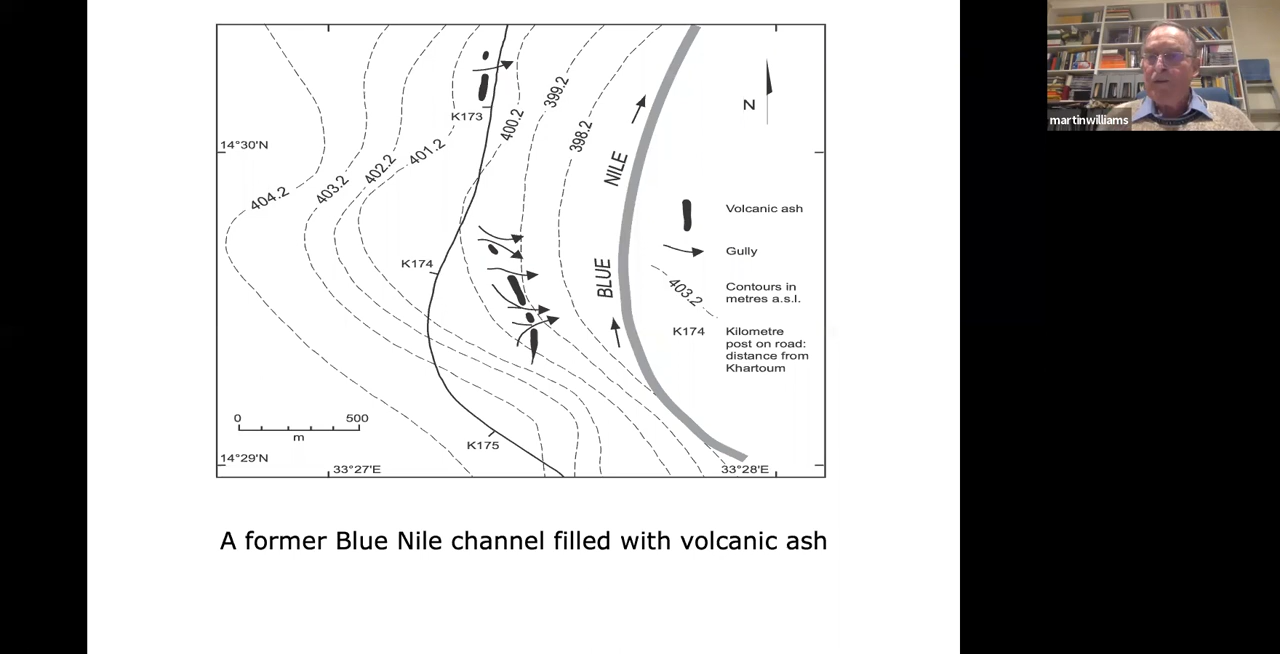 martinwilliams
K173
399.2
400.2
398.2
401.2
402.2
403.2
404.2
14°30'N
N
NILE
Volcanic ash
Gully
K174
BLUE
403.2
Contours in
metres a.s.l.
K174
Kilometre
post on road:
distance from
Khartoum
0
500
m
K175
14°29'N
33°27'E
33°28'E
A former Blue Nile channel filled with volcanic ash